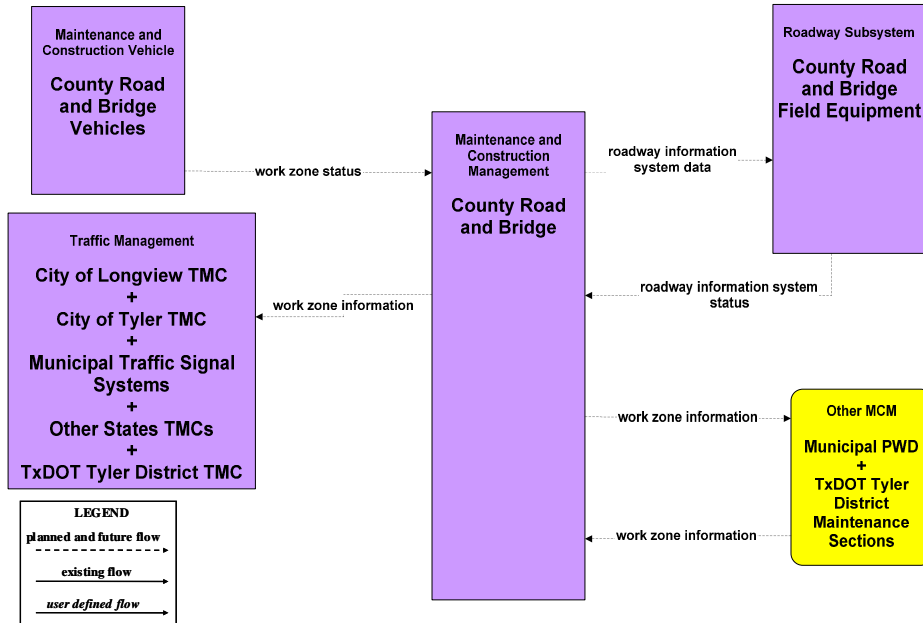 Maintenance and
Construction Vehicle
County Road
and Bridge
Vehicles
work zone status
Traffic Management
City of Longview TMC
+
City of Tyler TMC
+
Municipal Traffic Signal
Systems
+
Other States TMCs
+
TxDOT Tyler District TMC
work zone information
Maintenance and
Construction
Management
County Road
and Bridge
roadway information
system data
Roadway Subsystem
County Road
and Bridge
Field Equipment
roadway information system
status
work zone information
Other MCM
Municipal PWD
+
TxDOT Tyler
District
Maintenance
Sections
work zone information
LEGEND
planned and future flow
existing flow
user defined flow